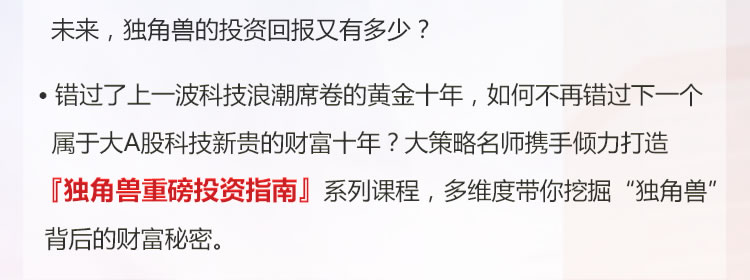 未来，独角兽的投资回报又有多少？
• 错过了上一波科技浪潮席卷的黄金十年，如何不再错过下一个
属于大A股科技新贵的财富十年？大策略名师携手倾力打造
『独角兽重磅投资指南』系列课程，多维度带你挖掘“独角兽”
背后的财富秘密。